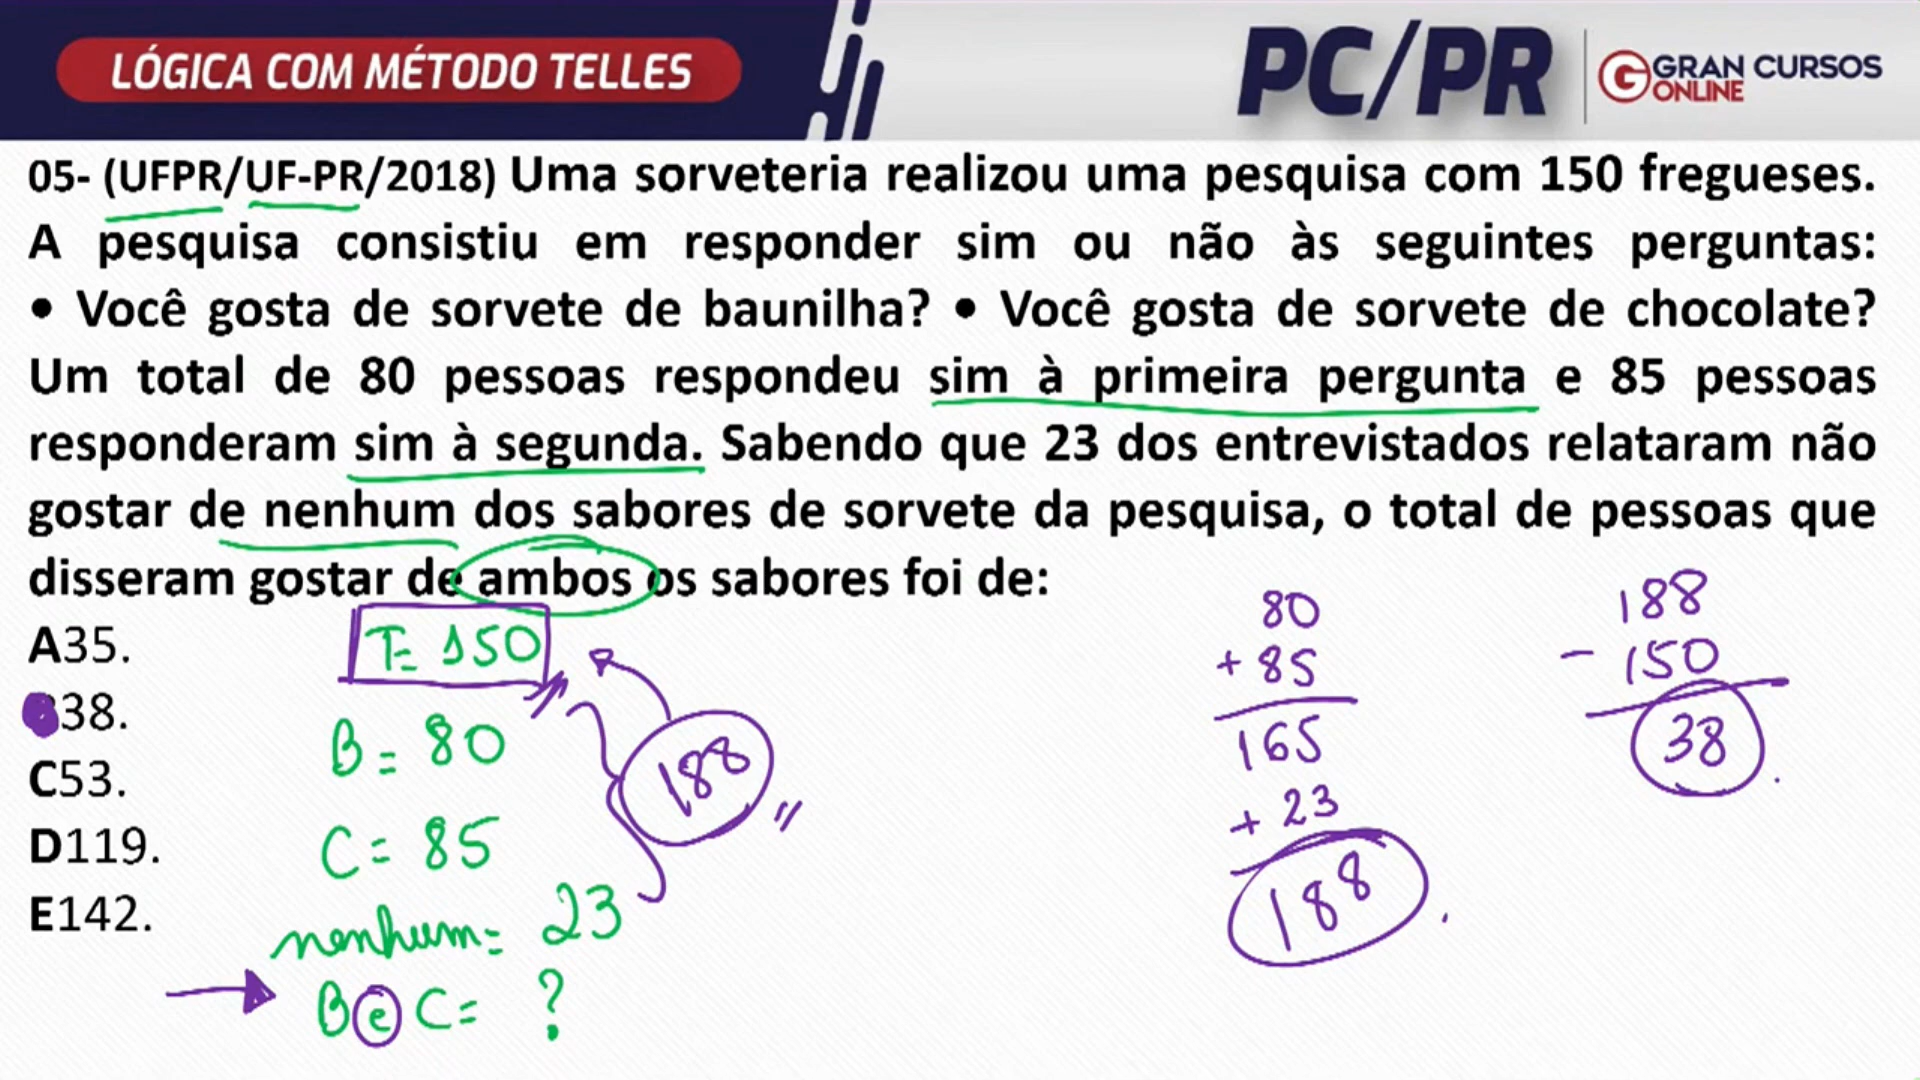 LÓGICA COM MÉTODO TELLES
PC/PR
GRAN CURSOS
ONLINE
05- (UFPR/UF-PR/2018) Uma sorveteria realizou uma pesquisa com 150 fregueses.
A pesquisa consistiu em responder sim ou não às seguintes perguntas:
• Você gosta de sorvete de baunilha? • Você gosta de sorvete de chocolate?
Um total de 80 pessoas respondeu sim à primeira pergunta e 85 pessoas
responderam sim à segunda. Sabendo que 23 dos entrevistados relataram não
gostar de nenhum dos sabores de sorvete da pesquisa, o total de pessoas que
disseram gostar de ambos os sabores foi de:
A35.
38.
C53.
D119.
E142.
T= 150
B= 80
C= 85
nenhum= 23
B e C= ?
188
80
+ 85
165
+ 23
188
188
- 150
38